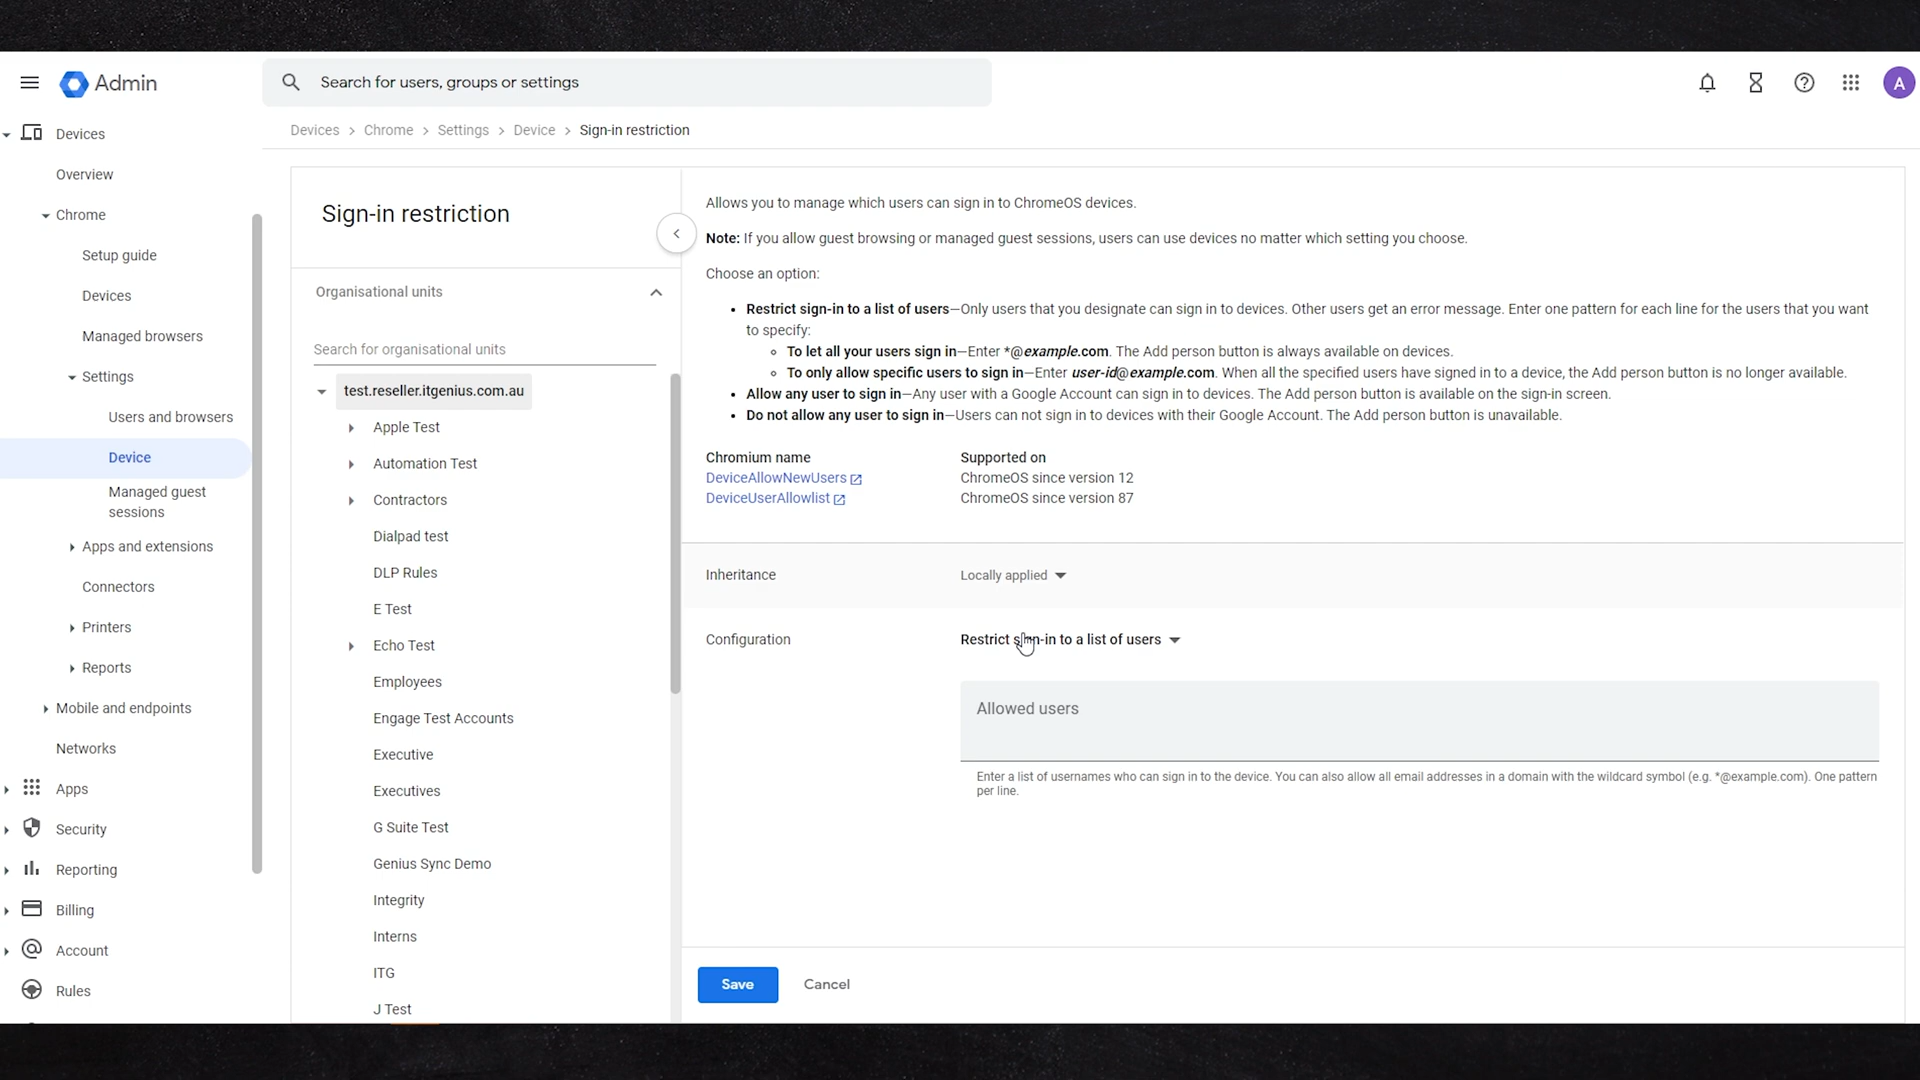 Admin
Search for users, groups or settings
A
Devices
Overview
Chrome
Setup guide
Devices
Managed browsers
Settings
Users and browsers
Device
Managed guest
sessions
Apps and extensions
Connectors
Printers
Reports
Mobile and endpoints
Networks
Apps
Security
Reporting
Billing
Account
Rules
Devices > Chrome > Settings > Device > Sign-in restriction
Sign-in restriction
Organisational units
Search for organisational units
test.reseller.itgenius.com.au
Apple Test
Automation Test
Contractors
Dialpad test
DLP Rules
E Test
Echo Test
Employees
Engage Test Accounts
Executive
Executives
G Suite Test
Genius Sync Demo
Integrity
Interns
ITG
J Test
Allows you to manage which users can sign in to ChromeOS devices.
Note: If you allow guest browsing or managed guest sessions, users can use devices no matter which setting you choose.
Choose an option:
• Restrict sign-in to a list of users—Only users that you designate can sign in to devices. Other users get an error message. Enter one pattern for each line for the users that you want
to specify:
To let all your users sign in—Enter *@example.com. The Add person button is always available on devices.
To only allow specific users to sign in—Enter user-id@example.com. When all the specified users have signed in to a device, the Add person button is no longer available.
• Allow any user to sign in—Any user with a Google Account can sign in to devices. The Add person button is available on the sign-in screen.
• Do not allow any user to sign in—Users can not sign in to devices with their Google Account. The Add person button is unavailable.
Chromium name Supported on
DeviceAllowNewUsers ChromeOS since version 12
DeviceUserAllowlist ChromeOS since version 87
Inheritance Locally applied
Configuration Restrict sign-in to a list of users
Allowed users
Enter a list of usernames who can sign in to the device. You can also allow all email addresses in a domain with the wildcard symbol (e.g. *@example.com). One pattern
per line.
Save Cancel